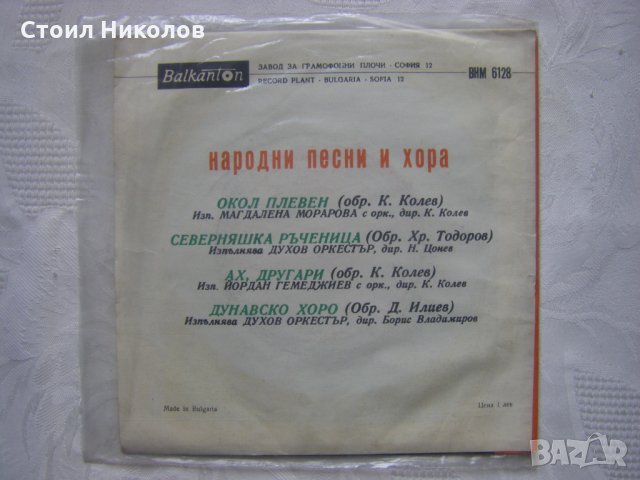 Стоил Николов
Balkanton
ЗАВОД ЗА ГРАМОФОННИ ПЛОЧИ · СОФИЯ 12
RECORD PLANT · BULGARIA · SOFIA 12
ВНМ 6128
народни песни и хора
ОКОЛ ПЛЕВЕН (обр. К. Колев)
Изп. МАГДАЛЕНА МОРАРОВА с орк., дир. К. Колев
СЕВЕРНЯШКА РЪЧЕНИЦА (Обр. Хр. Тодоров)
Изпълнява ДУХОВ ОРКЕСТЪР, дир. Н. Цонев
АХ, ДРУГАРИ (обр. К. Колев)
Изп. ЙОРДАН ГЕМЕДЖИЕВ с орк., дир. К. Колев
ДУНАВСКО ХОРО (Обр. Д. Илиев)
Изпълнява ДУХОВ ОРКЕСТЪР, дир. Борис Владимиров
Made in Bulgaria
Цена 1 лев
BAZAR